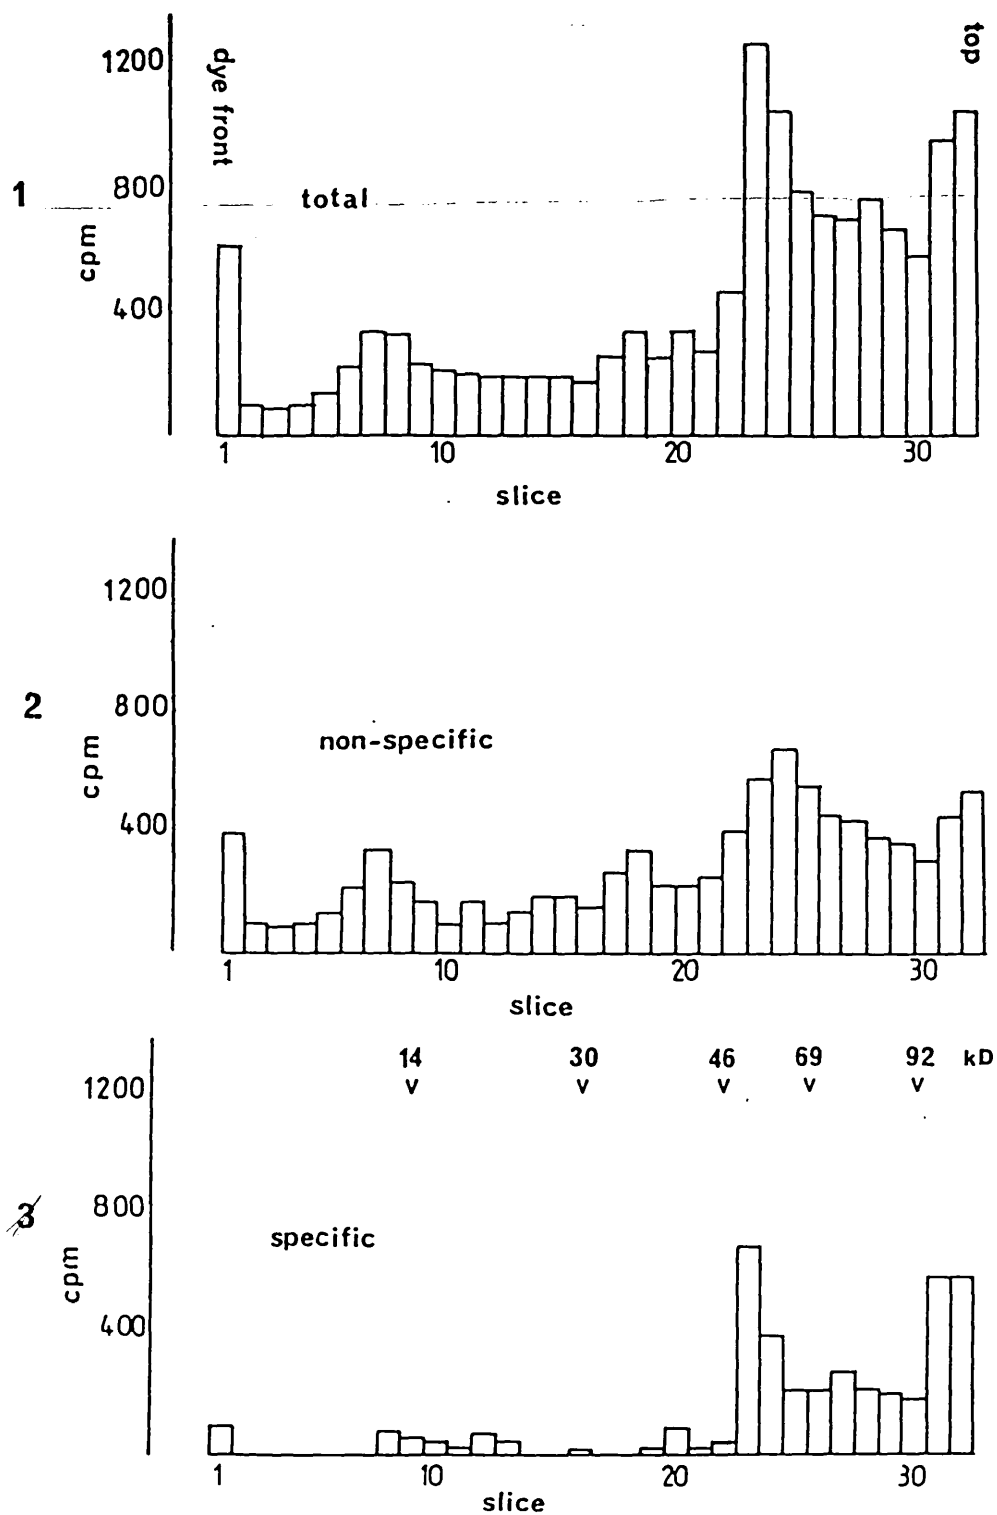 1200
dye front
top
1
800
total
cpm
400
1 10 20 30
slice
1200
2
800
non-specific
cpm
400
1 10 20 30
slice
14 30 46 69 92 kD
v v v v v
1200
3
800
specific
cpm
400
1 10 20 30
slice